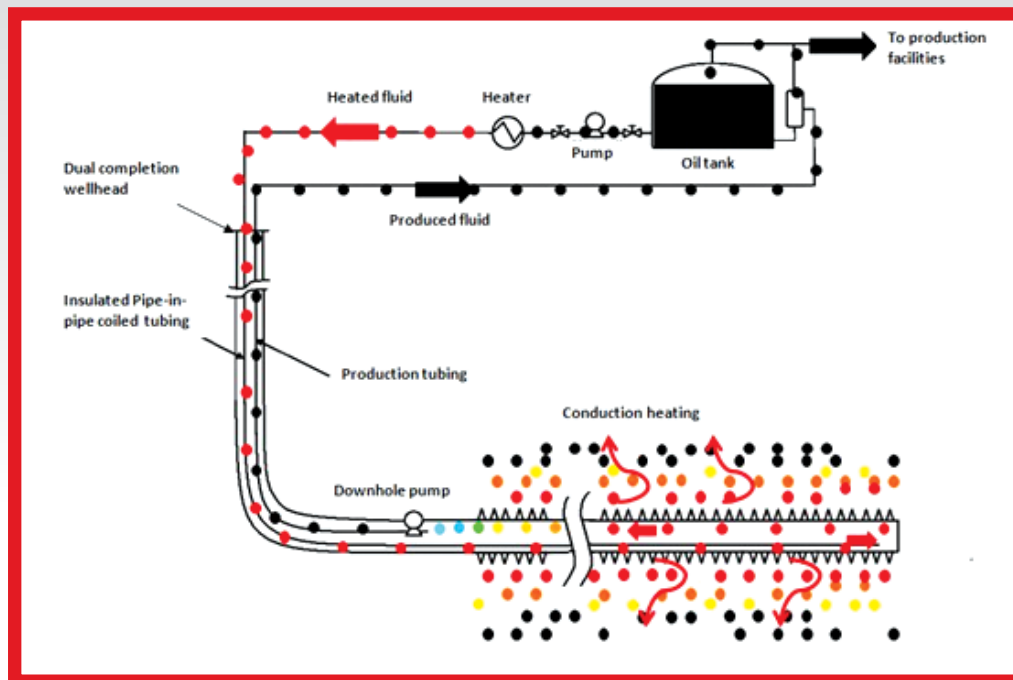 To production
facilities
Heated fluid
Heater
Pump
Oil tank
Dual completion
wellhead
Produced fluid
Insulated Pipe-in-
pipe coiled tubing
Production tubing
Conduction heating
Downhole pump